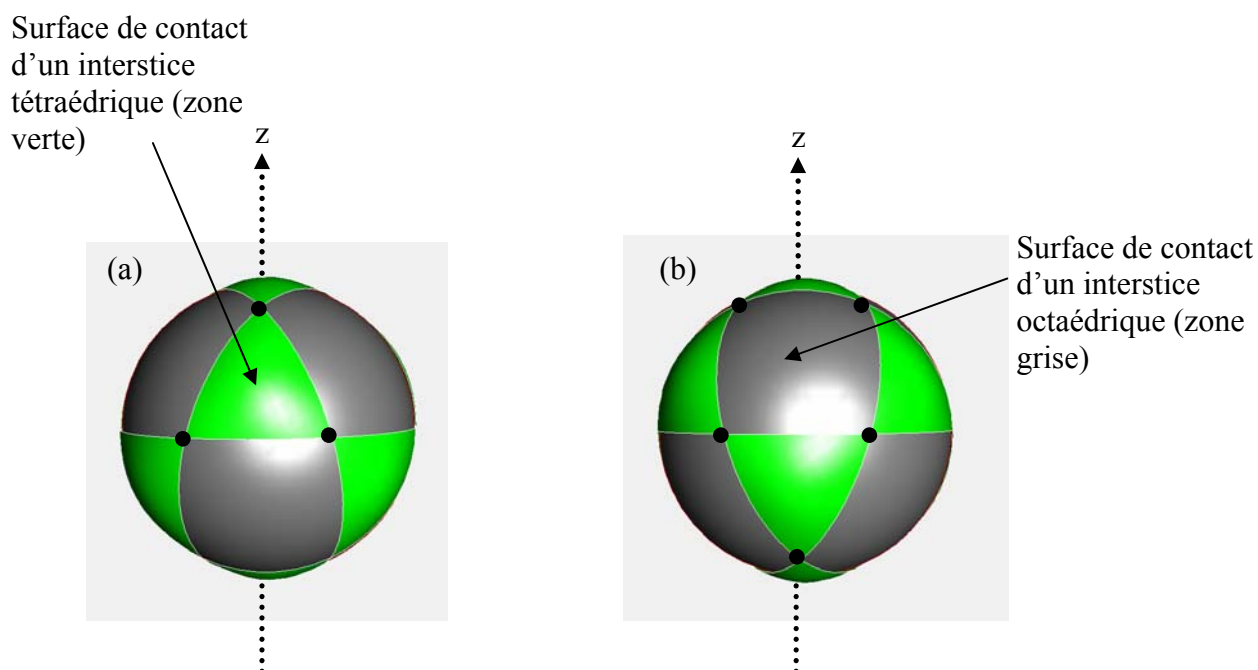 Surface de contact
d’un interstice
tétraédrique (zone
verte)
z
(a)
z
(b)
Surface de contact
d’un interstice
octaédrique (zone
grise)